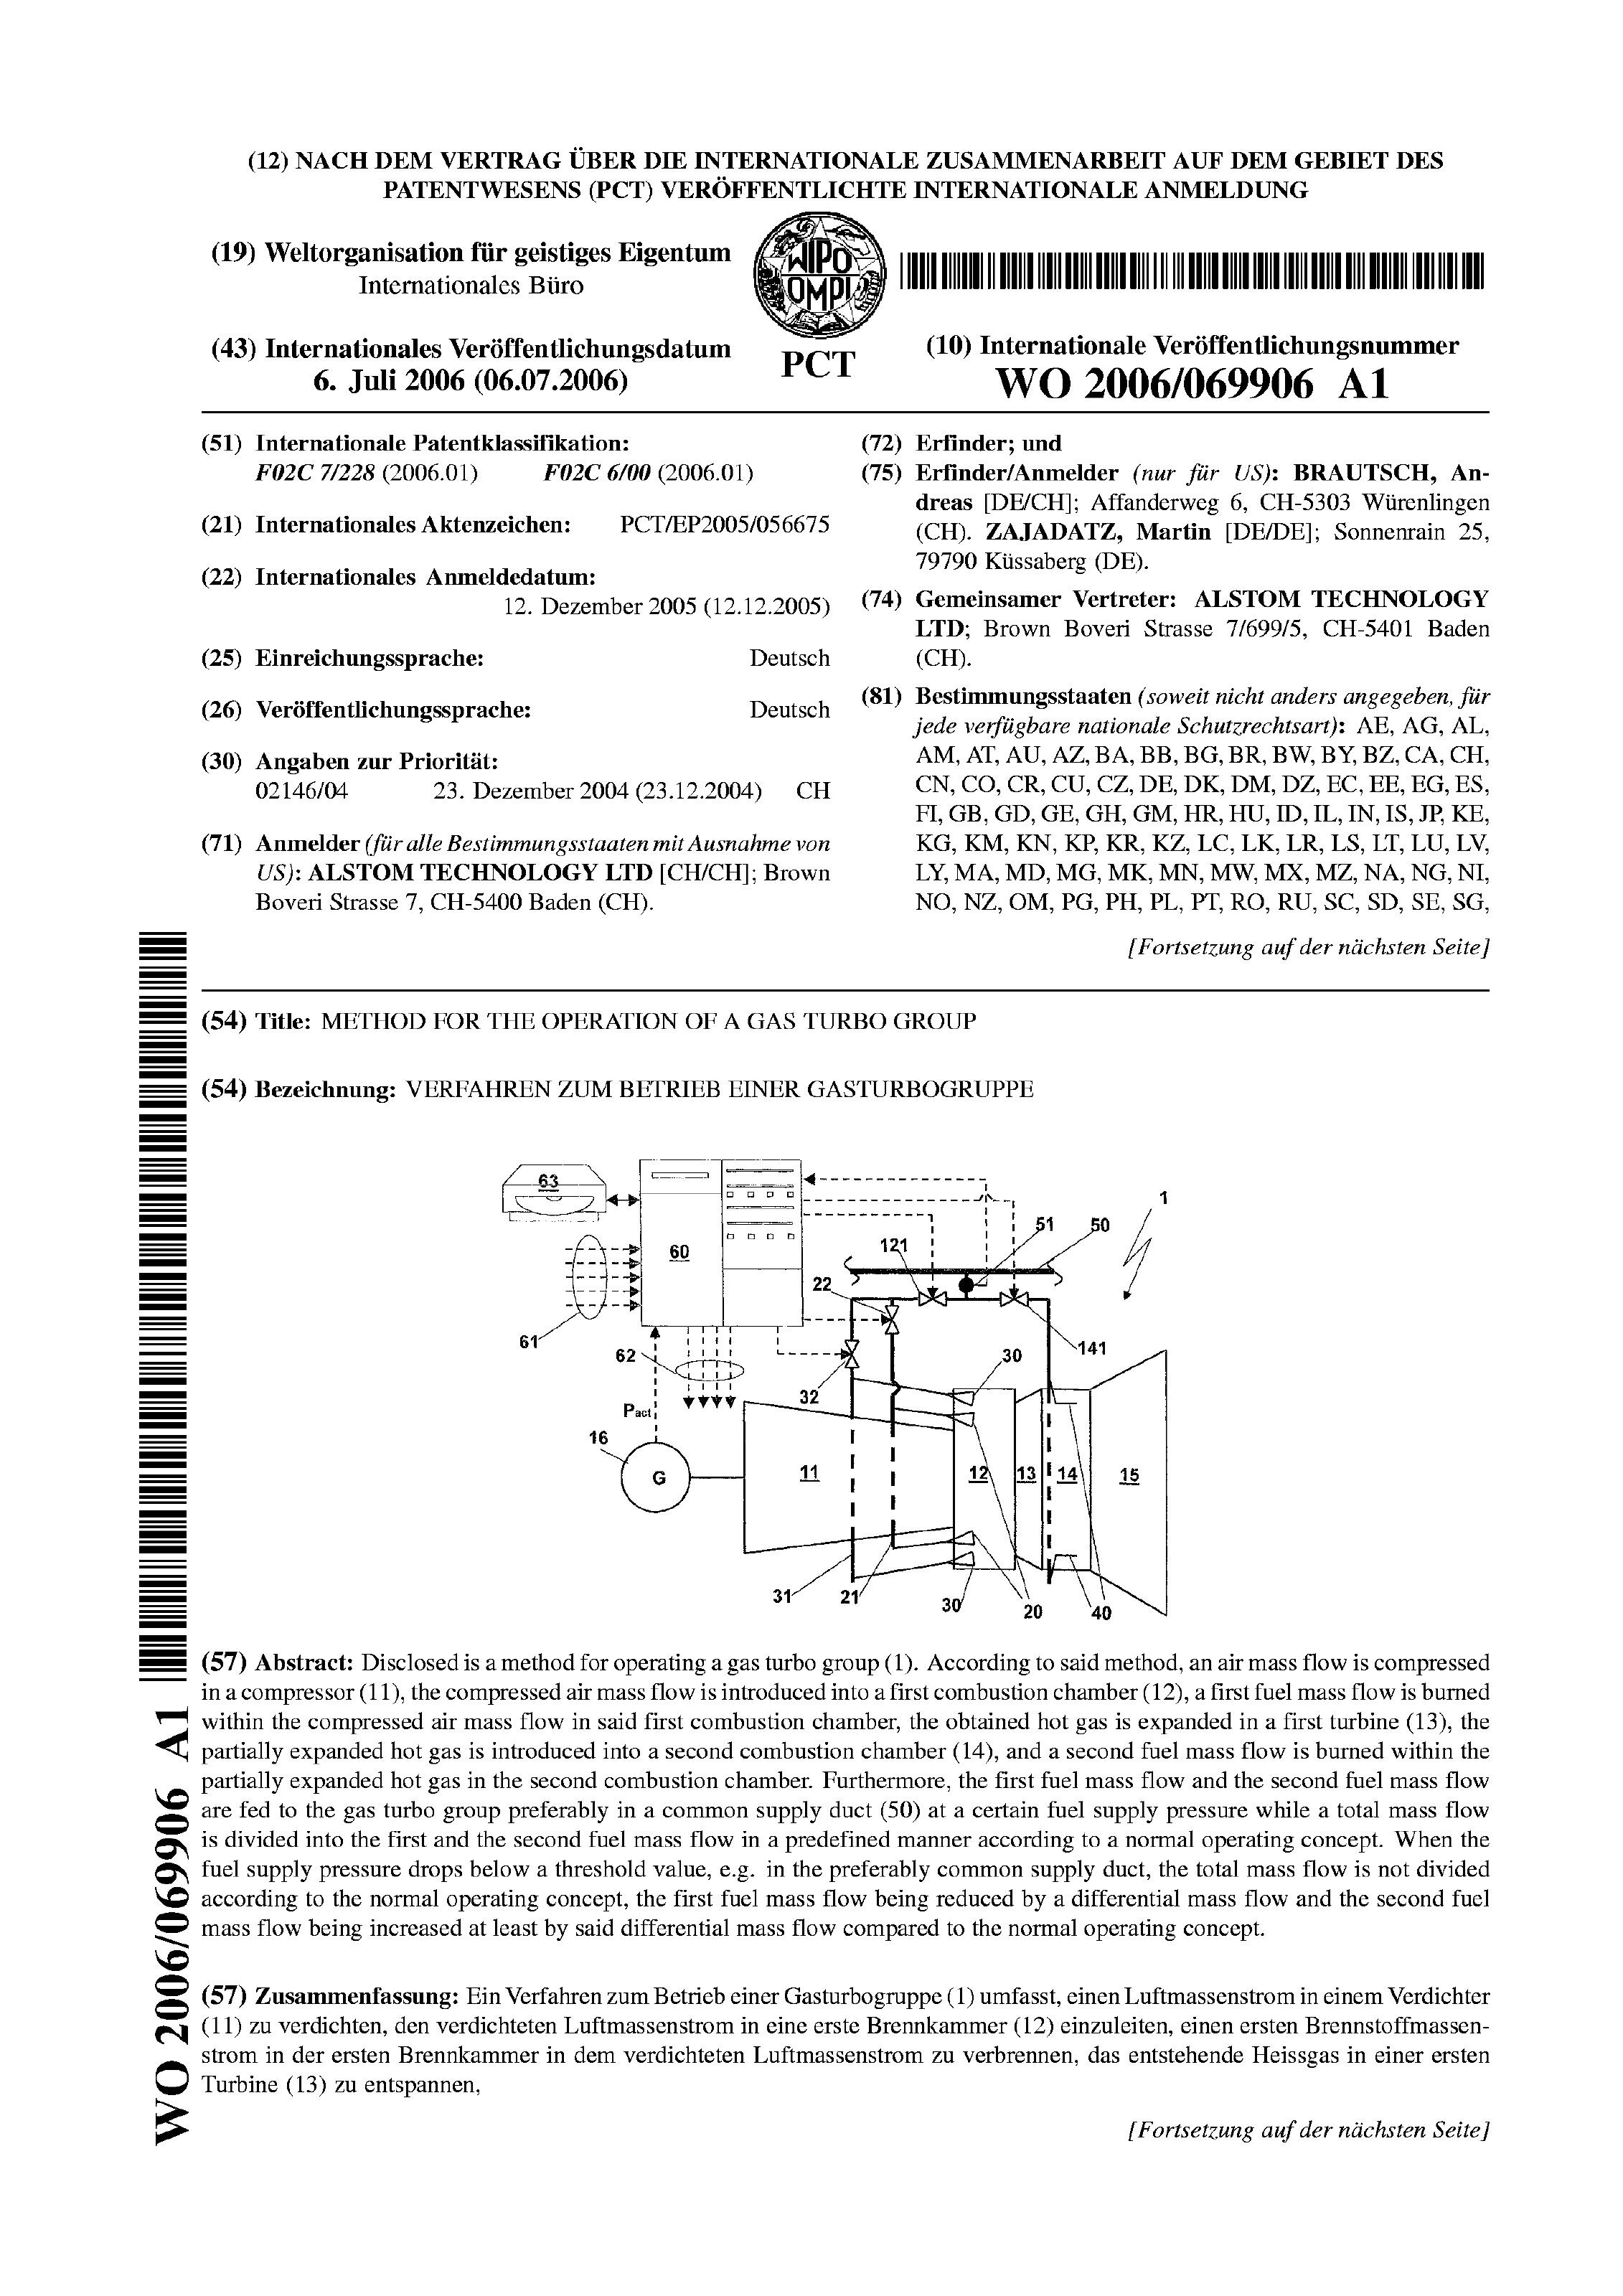 (12) NACH DEM VERTRAG ÜBER DIE INTERNATIONALE ZUSAMMENARBEIT AUF DEM GEBIET DES
PATENTWESENS (PCT) VERÖFFENTLICHTE INTERNATIONALE ANMELDUNG
(19) Weltorganisation für geistiges Eigentum
Internationales Büro
WIPO
OMPI
PCT
(43) Internationales Veröffentlichungsdatum
6. Juli 2006 (06.07.2006)
(10) Internationale Veröffentlichungsnummer
WO 2006/069906 A1
(51) Internationale Patentklassifikation:
F02C 7/228 (2006.01) F02C 6/00 (2006.01)
(21) Internationales Aktenzeichen: PCT/EP2005/056675
(22) Internationales Anmeldedatum:
12. Dezember 2005 (12.12.2005)
(25) Einreichungssprache: Deutsch
(26) Veröffentlichungssprache: Deutsch
(30) Angaben zur Priorität:
02146/04 23. Dezember 2004 (23.12.2004) CH
(71) Anmelder (für alle Bestimmungsstaaten mit Ausnahme von
US): ALSTOM TECHNOLOGY LTD [CH/CH]; Brown
Boveri Strasse 7, CH-5400 Baden (CH).
(72) Erfinder; und
(75) Erfinder/Anmelder (nur für US): BRAUTSCH, An-
dreas [DE/CH]; Affanderweg 6, CH-5303 Würenlingen
(CH). ZAJADATZ, Martin [DE/DE]; Sonnenrain 25,
79790 Küssaberg (DE).
(74) Gemeinsamer Vertreter: ALSTOM TECHNOLOGY
LTD; Brown Boveri Strasse 7/699/5, CH-5401 Baden
(CH).
(81) Bestimmungsstaaten (soweit nicht anders angegeben, für
jede verfügbare nationale Schutzrechtsart): AE, AG, AL,
AM, AT, AU, AZ, BA, BB, BG, BR, BW, BY, BZ, CA, CH,
CN, CO, CR, CU, CZ, DE, DK, DM, DZ, EC, EE, EG, ES,
FI, GB, GD, GE, GH, GM, HR, HU, ID, IL, IN, IS, JP, KE,
KG, KM, KN, KP, KR, KZ, LC, LK, LR, LS, LT, LU, LV,
LY, MA, MD, MG, MK, MN, MW, MX, MZ, NA, NG, NI,
NO, NZ, OM, PG, PH, PL, PT, RO, RU, SC, SD, SE, SG,
[Fortsetzung auf der nächsten Seite]
(54) Title: METHOD FOR THE OPERATION OF A GAS TURBO GROUP
(54) Bezeichnung: VERFAHREN ZUM BETRIEB EINER GASTURBOGRUPPE
63
1
51
50
121
60
22
61
62
141
30
32
Pact
16
G
11
12
13
14
15
31
21
30
20
40
(57) Abstract: Disclosed is a method for operating a gas turbo group (1). According to said method, an air mass flow is compressed
in a compressor (11), the compressed air mass flow is introduced into a first combustion chamber (12), a first fuel mass flow is burned
within the compressed air mass flow in said first combustion chamber, the obtained hot gas is expanded in a first turbine (13), the
partially expanded hot gas is introduced into a second combustion chamber (14), and a second fuel mass flow is burned within the
partially expanded hot gas in the second combustion chamber. Furthermore, the first fuel mass flow and the second fuel mass flow
are fed to the gas turbo group preferably in a common supply duct (50) at a certain fuel supply pressure while a total mass flow
is divided into the first and the second fuel mass flow in a predefined manner according to a normal operating concept. When the
fuel supply pressure drops below a threshold value, e.g. in the preferably common supply duct, the total mass flow is not divided
according to the normal operating concept, the first fuel mass flow being reduced by a differential mass flow and the second fuel
mass flow being increased at least by said differential mass flow compared to the normal operating concept.
(57) Zusammenfassung: Ein Verfahren zum Betrieb einer Gasturbogruppe (1) umfasst, einen Luftmassenstrom in einem Verdichter
(11) zu verdichten, den verdichteten Luftmassenstrom in eine erste Brennkammer (12) einzuleiten, einen ersten Brennstoffmassen-
strom in der ersten Brennkammer in dem verdichteten Luftmassenstrom zu verbrennen, das entstehende Heissgas in einer ersten
Turbine (13) zu entspannen,
[Fortsetzung auf der nächsten Seite]
WO 2006/069906 A1